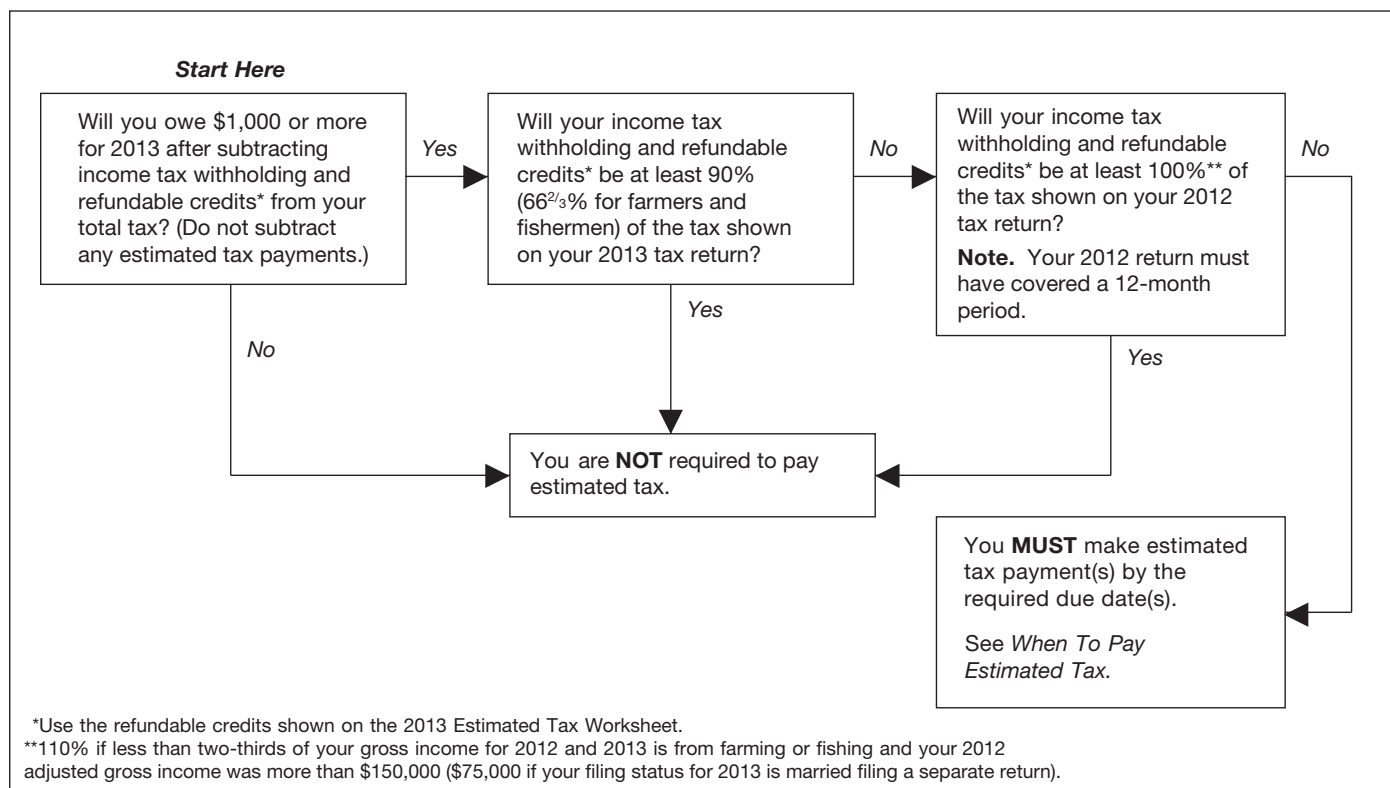 Start Here
Will you owe $1,000 or more
for 2013 after subtracting
income tax withholding and
refundable credits* from your
total tax? (Do not subtract
any estimated tax payments.)
Yes
No
Will your income tax
withholding and refundable
credits* be at least 90%
(66 2/3% for farmers and
fishermen) of the tax shown
on your 2013 tax return?
No
Yes
Will your income tax
withholding and refundable
credits* be at least 100%** of
the tax shown on your 2012
tax return?
Note. Your 2012 return must
have covered a 12-month
period.
No
Yes
You are NOT required to pay
estimated tax.
You MUST make estimated
tax payment(s) by the
required due date(s).
See When To Pay
Estimated Tax.
*Use the refundable credits shown on the 2013 Estimated Tax Worksheet.
**110% if less than two-thirds of your gross income for 2012 and 2013 is from farming or fishing and your 2012
adjusted gross income was more than $150,000 ($75,000 if your filing status for 2013 is married filing a separate return).